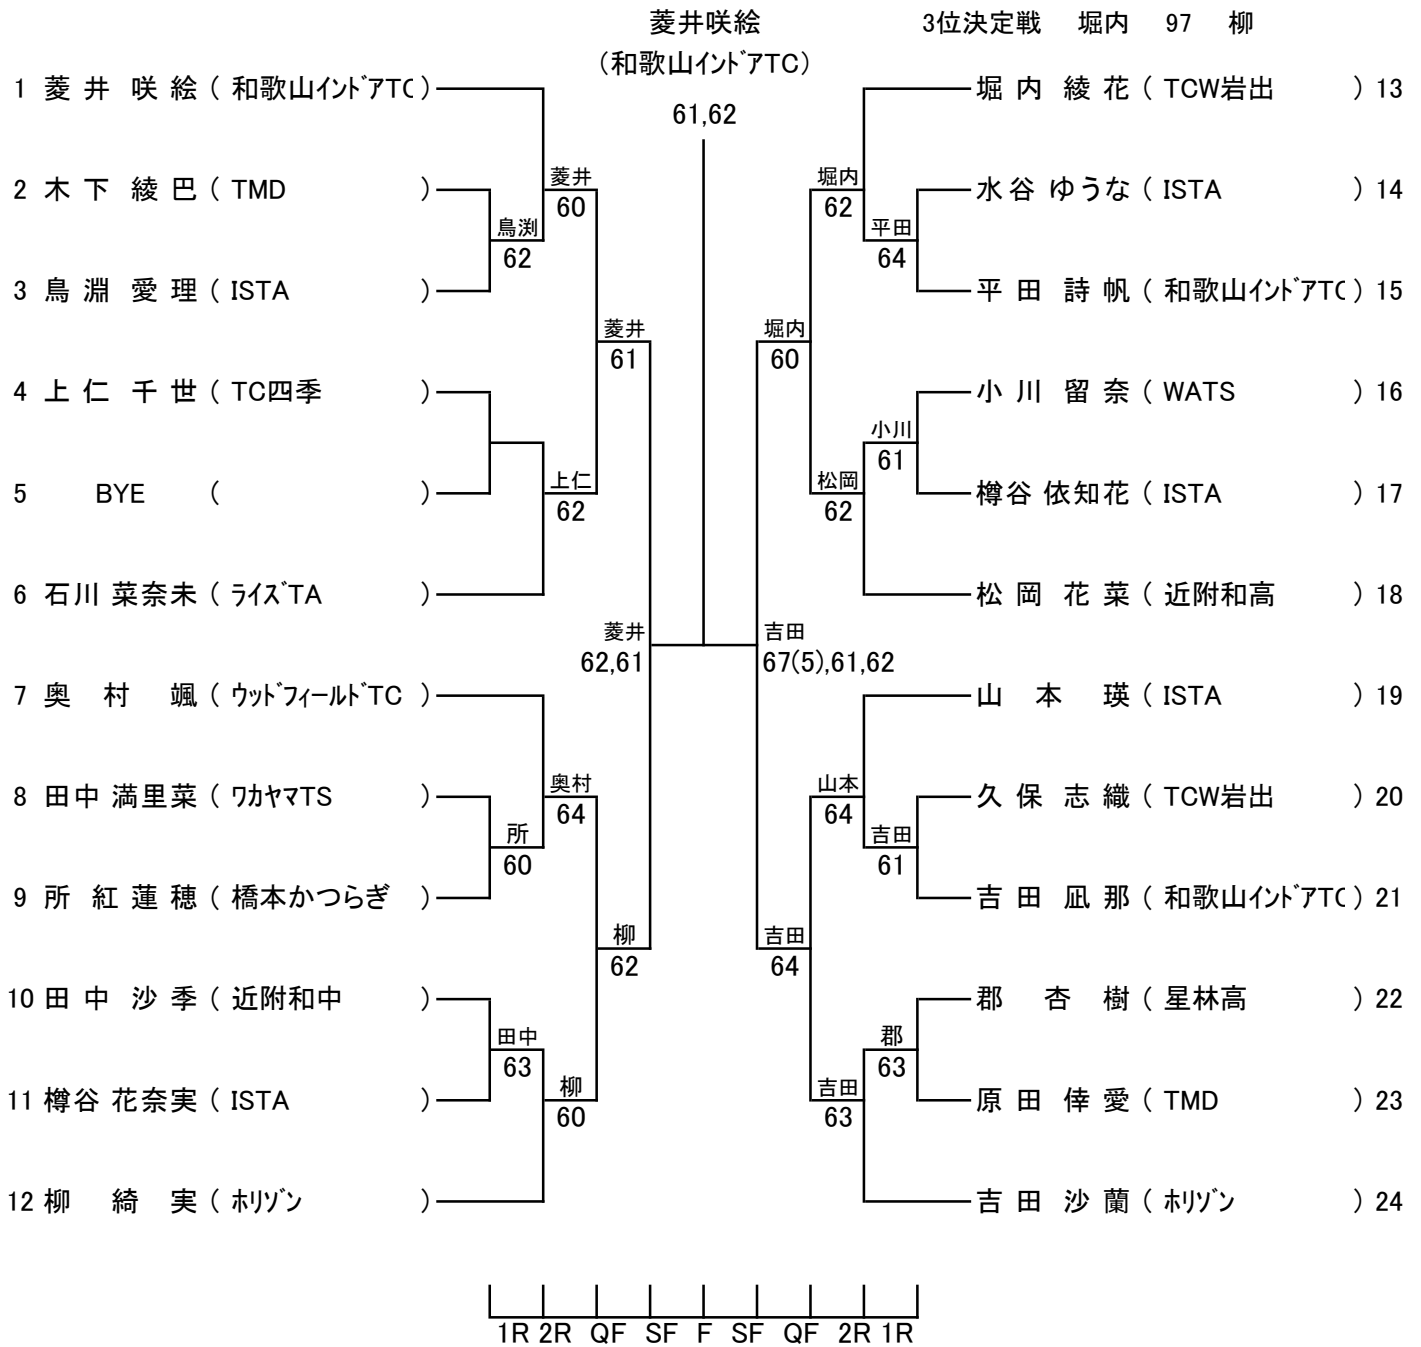 菱井咲絵
(和歌山インドアTC)
61,62
3位決定戦 堀内 97 柳
1 菱井 咲絵 ( 和歌山インドアTC )
2 木下 綾巴 ( TMD )
3 鳥淵 愛理 ( ISTA )
4 上仁 千世 ( TC四季 )
5 BYE ( )
6 石川 菜奈未 ( ライズTA )
7 奥村 颯 ( ウッドフィールドTC )
8 田中 満里菜 ( ワカヤマTS )
9 所 紅蓮穂 ( 橋本かつらぎ )
10 田中 沙季 ( 近附和中 )
11 樽谷 花奈実 ( ISTA )
12 柳 綺実 ( ホリゾン )
鳥渕
62
所
60
田中
63
菱井
60
上仁
62
奥村
64
柳
60
菱井
61
柳
62
菱井
62,61
吉田
67(5),61,62
堀内
60
吉田
64
堀内
62
松岡
62
山本
64
吉田
63
平田
64
小川
61
吉田
61
郡
63
堀内 綾花 ( TCW岩出 ) 13
水谷 ゆうな ( ISTA ) 14
平田 詩帆 ( 和歌山インドアTC ) 15
小川 留奈 ( WATS ) 16
樽谷 依知花 ( ISTA ) 17
松岡 花菜 ( 近附和高 ) 18
山本 瑛 ( ISTA ) 19
久保 志織 ( TCW岩出 ) 20
吉田 凪那 ( 和歌山インドアTC ) 21
郡 杏樹 ( 星林高 ) 22
原田 倖愛 ( TMD ) 23
吉田 沙蘭 ( ホリゾン ) 24
1R 2R QF SF F SF QF 2R 1R